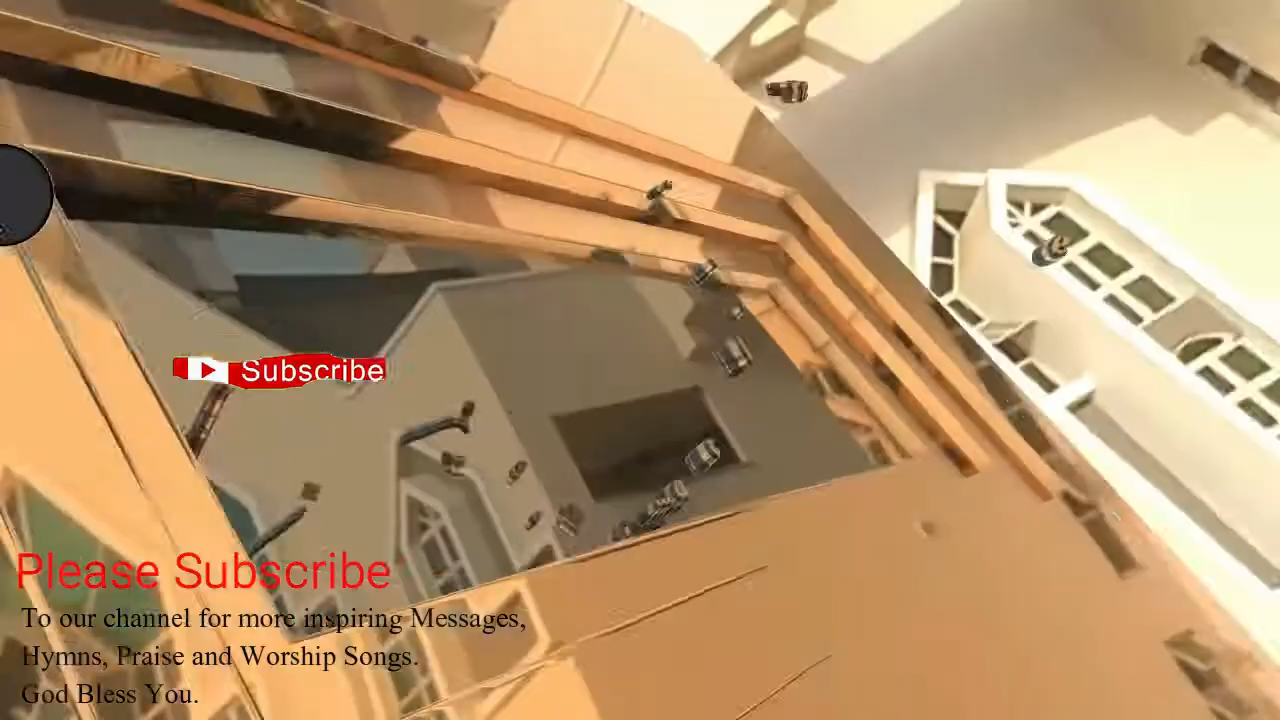 Subscribe
Please Subscribe
To our channel for more inspiring Messages,
Hymns, Praise and Worship Songs.
God Bless You.